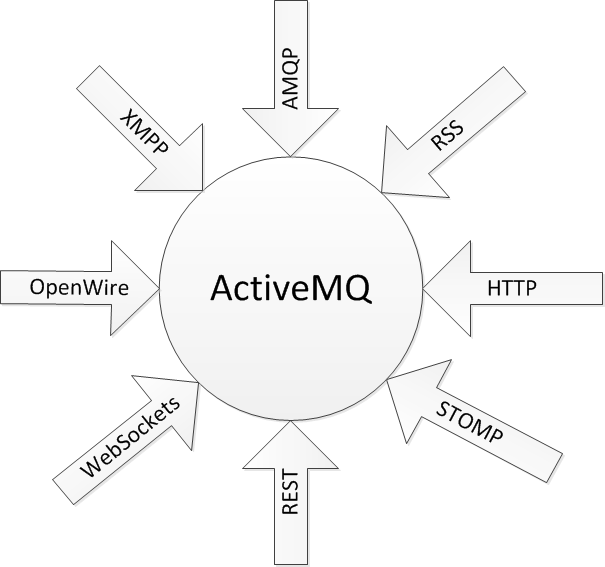 AMQP
XMPP
RSS
OpenWire
ActiveMQ
HTTP
WebSockets
STOMP
REST